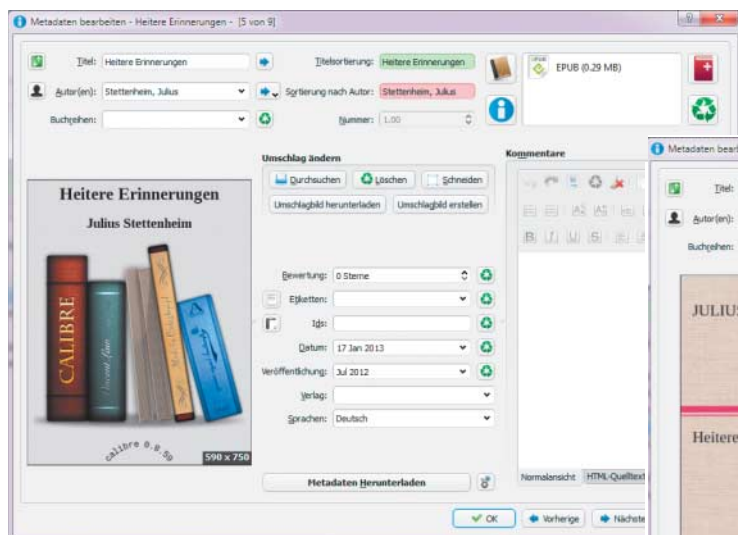 Metadaten bearbeiten - Heitere Erinnerungen - [5 von 9]
Titel: Heitere Erinnerungen
Titelsortierung: Heitere Erinnerungen
EPUB (0.29 MB)
Autor(en): Stettenheim, Julius
Sortierung nach Autor: Stettenheim, Julius
Buchreihen:
Nummer: 1.00
Umschlag ändern
Durchsuchen
Löschen
Schneiden
Umschlagbild herunterladen
Umschlagbild erstellen
Heitere Erinnerungen
Julius Stettenheim
CALIBRE
calibre 0.8.59
590 x 750
Bewertung: 0 Sterne
Etiketten:
Ids:
Datum: 17 Jan 2013
Veröffentlichung: Jul 2012
Verlag:
Sprachen: Deutsch
Metadaten Herunterladen
Kommentare
Normalansicht
HTML-Quelltext
OK
Vorherige
Nächste
Metadaten bear
Titel:
Autor(en):
Buchreihen:
JULIUS
Heitere